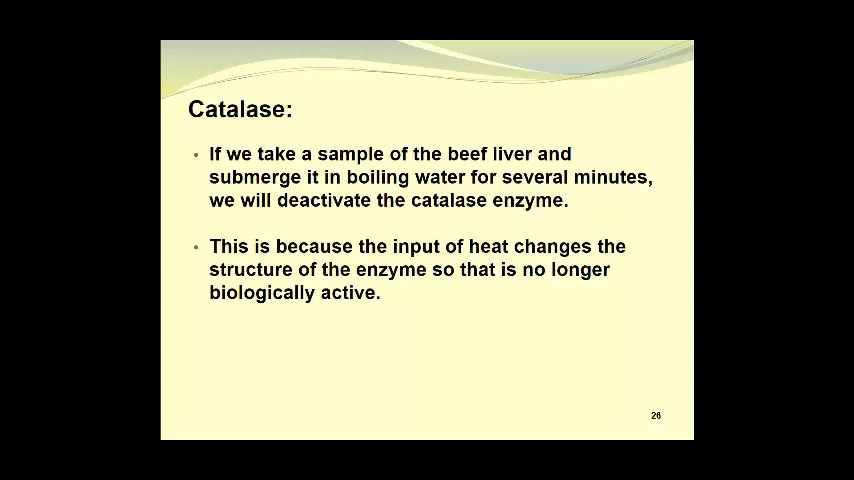 Catalase:
• If we take a sample of the beef liver and
submerge it in boiling water for several minutes,
we will deactivate the catalase enzyme.
• This is because the input of heat changes the
structure of the enzyme so that is no longer
biologically active.
26